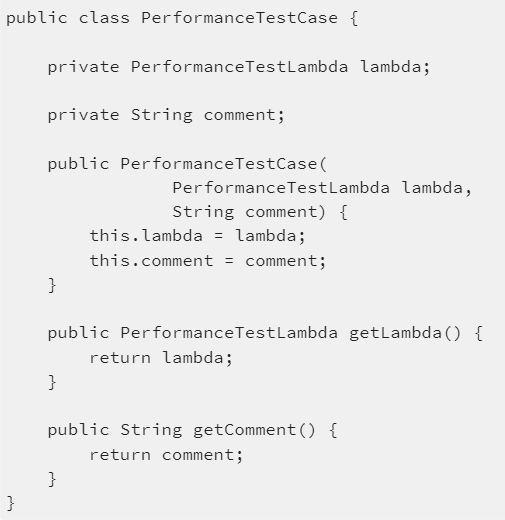 public class PerformanceTestCase {
private PerformanceTestLambda lambda;
private String comment;
public PerformanceTestCase(
PerformanceTestLambda lambda,
String comment) {
this.lambda = lambda;
this.comment = comment;
}
public PerformanceTestLambda getLambda() {
return lambda;
}
public String getComment() {
return comment;
}
}